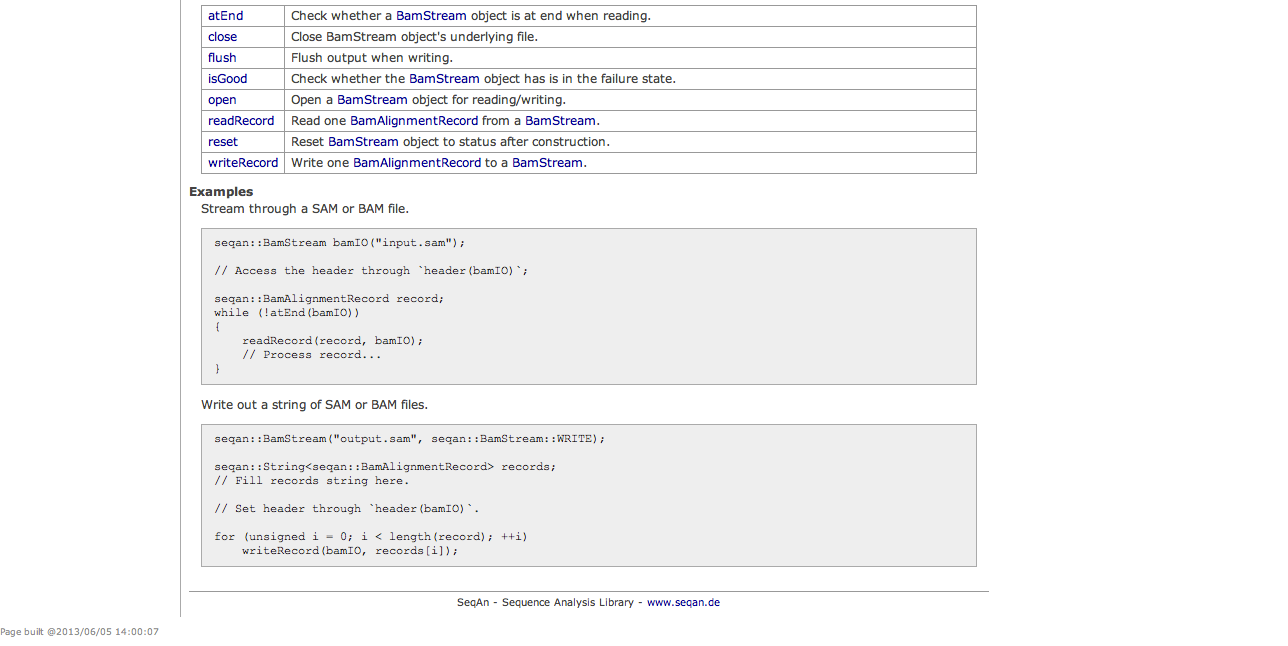 atEnd Check whether a BamStream object is at end when reading.
close Close BamStream object's underlying file.
flush Flush output when writing.
isGood Check whether the BamStream object has is in the failure state.
open Open a BamStream object for reading/writing.
readRecord Read one BamAlignmentRecord from a BamStream.
reset Reset BamStream object to status after construction.
writeRecord Write one BamAlignmentRecord to a BamStream.
Examples
Stream through a SAM or BAM file.
seqan::BamStream bamIO("input.sam");
// Access the header through `header(bamIO)`;
seqan::BamAlignmentRecord record;
while (!atEnd(bamIO))
{
    readRecord(record, bamIO);
    // Process record...
}
Write out a string of SAM or BAM files.
seqan::BamStream("output.sam", seqan::BamStream::WRITE);
seqan::String<seqan::BamAlignmentRecord> records;
// Fill records string here.
// Set header through `header(bamIO)`.
for (unsigned i = 0; i < length(record); ++i)
    writeRecord(bamIO, records[i]);
SeqAn - Sequence Analysis Library - www.seqan.de
Page built @2013/06/05 14:00:07